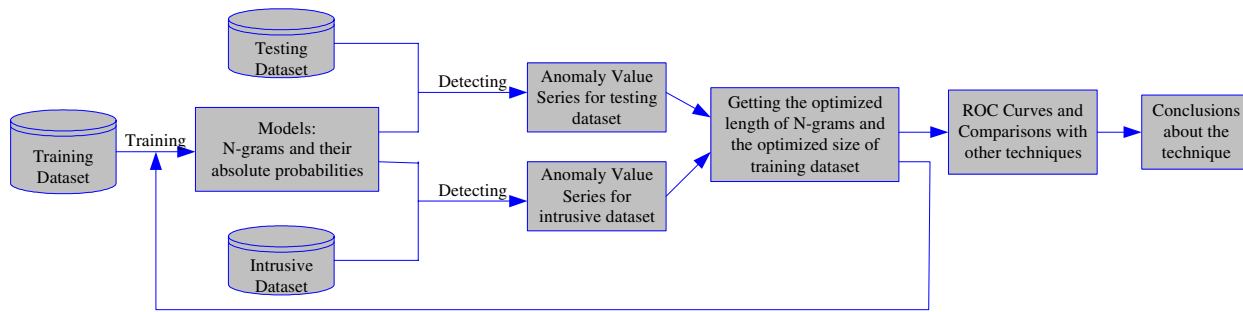 Testing
Dataset
Training
Dataset
Training
Models:
N-grams and their
absolute probabilities
Intrusive
Dataset
Detecting
Detecting
Anomaly Value
Series for testing
dataset
Anomaly Value
Series for
intrusive dataset
Getting the optimized
length of N-grams and
the optimized size of
training dataset
ROC Curves and
Comparisons with
other techniques
Conclusions
about the
technique